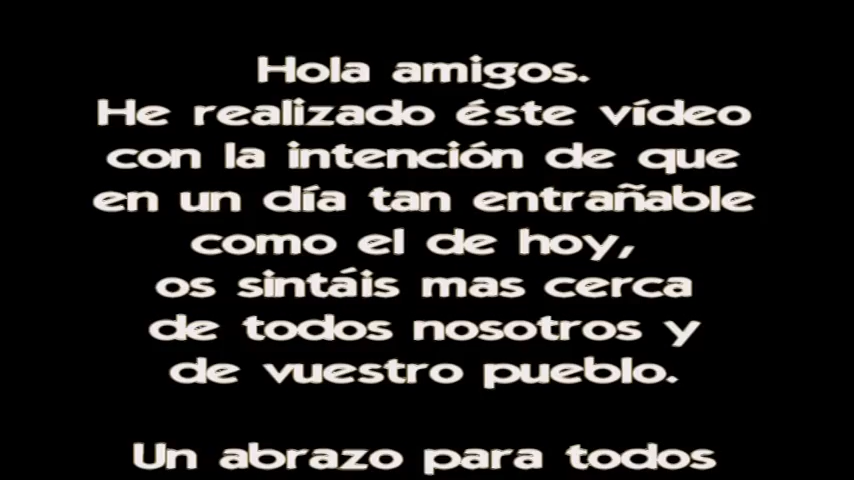 Hola amigos.
He realizado éste vídeo
con la intención de que
en un día tan entrañable
como el de hoy,
os sintáis mas cerca
de todos nosotros y
de vuestro pueblo.
Un abrazo para todos